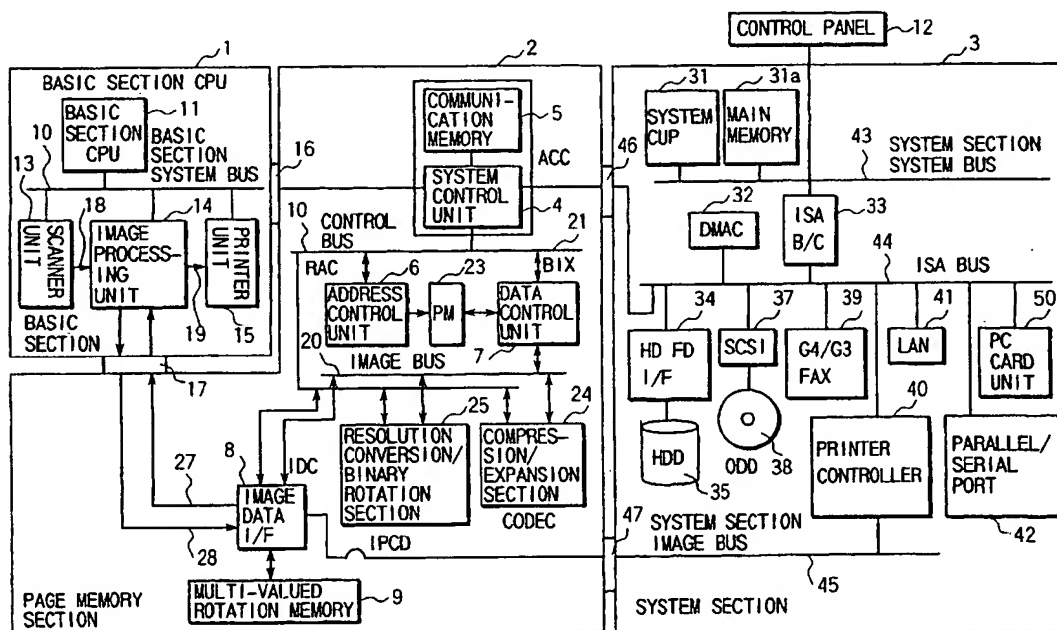 1
2
CONTROL PANEL
12
3
BASIC SECTION CPU
BASIC
SECTION
CPU
11
10
BASIC
SECTION
SYSTEM BUS
16
13
SCANNER
UNIT
18
14
IMAGE
PROCESS-
ING
UNIT
19
PRINTER
UNIT
15
BASIC
SECTION
17
COMMUNI-
CATION
MEMORY
5
ACC
SYSTEM
CONTROL
UNIT
4
46
10
CONTROL
BUS
21
RAC
BIX
6
ADDRESS
CONTROL
UNIT
23
PM
DATA
CONTROL
UNIT
7
20
IMAGE BUS
25
RESOLUTION
CONVERSION/
BINARY
ROTATION
SECTION
24
COMPRES-
SION/
EXPANSION
SECTION
CODEC
8
IDC
27
IMAGE
DATA
I/F
28
IPCD
47
MULTI-VALUED
ROTATION MEMORY
9
PAGE MEMORY
SECTION
31
SYSTEM
CUP
31a
MAIN
MEMORY
SYSTEM SECTION
SYSTEM BUS
43
32
DMAC
ISA
B/C
33
44
ISA BUS
34
HD FD
I/F
HDD
35
37
SCSI
ODD
38
39
G4/G3
FAX
41
LAN
50
PC
CARD
UNIT
40
PRINTER
CONTROLLER
PARALLEL/
SERIAL
PORT
42
SYSTEM SECTION
IMAGE BUS
45
SYSTEM SECTION